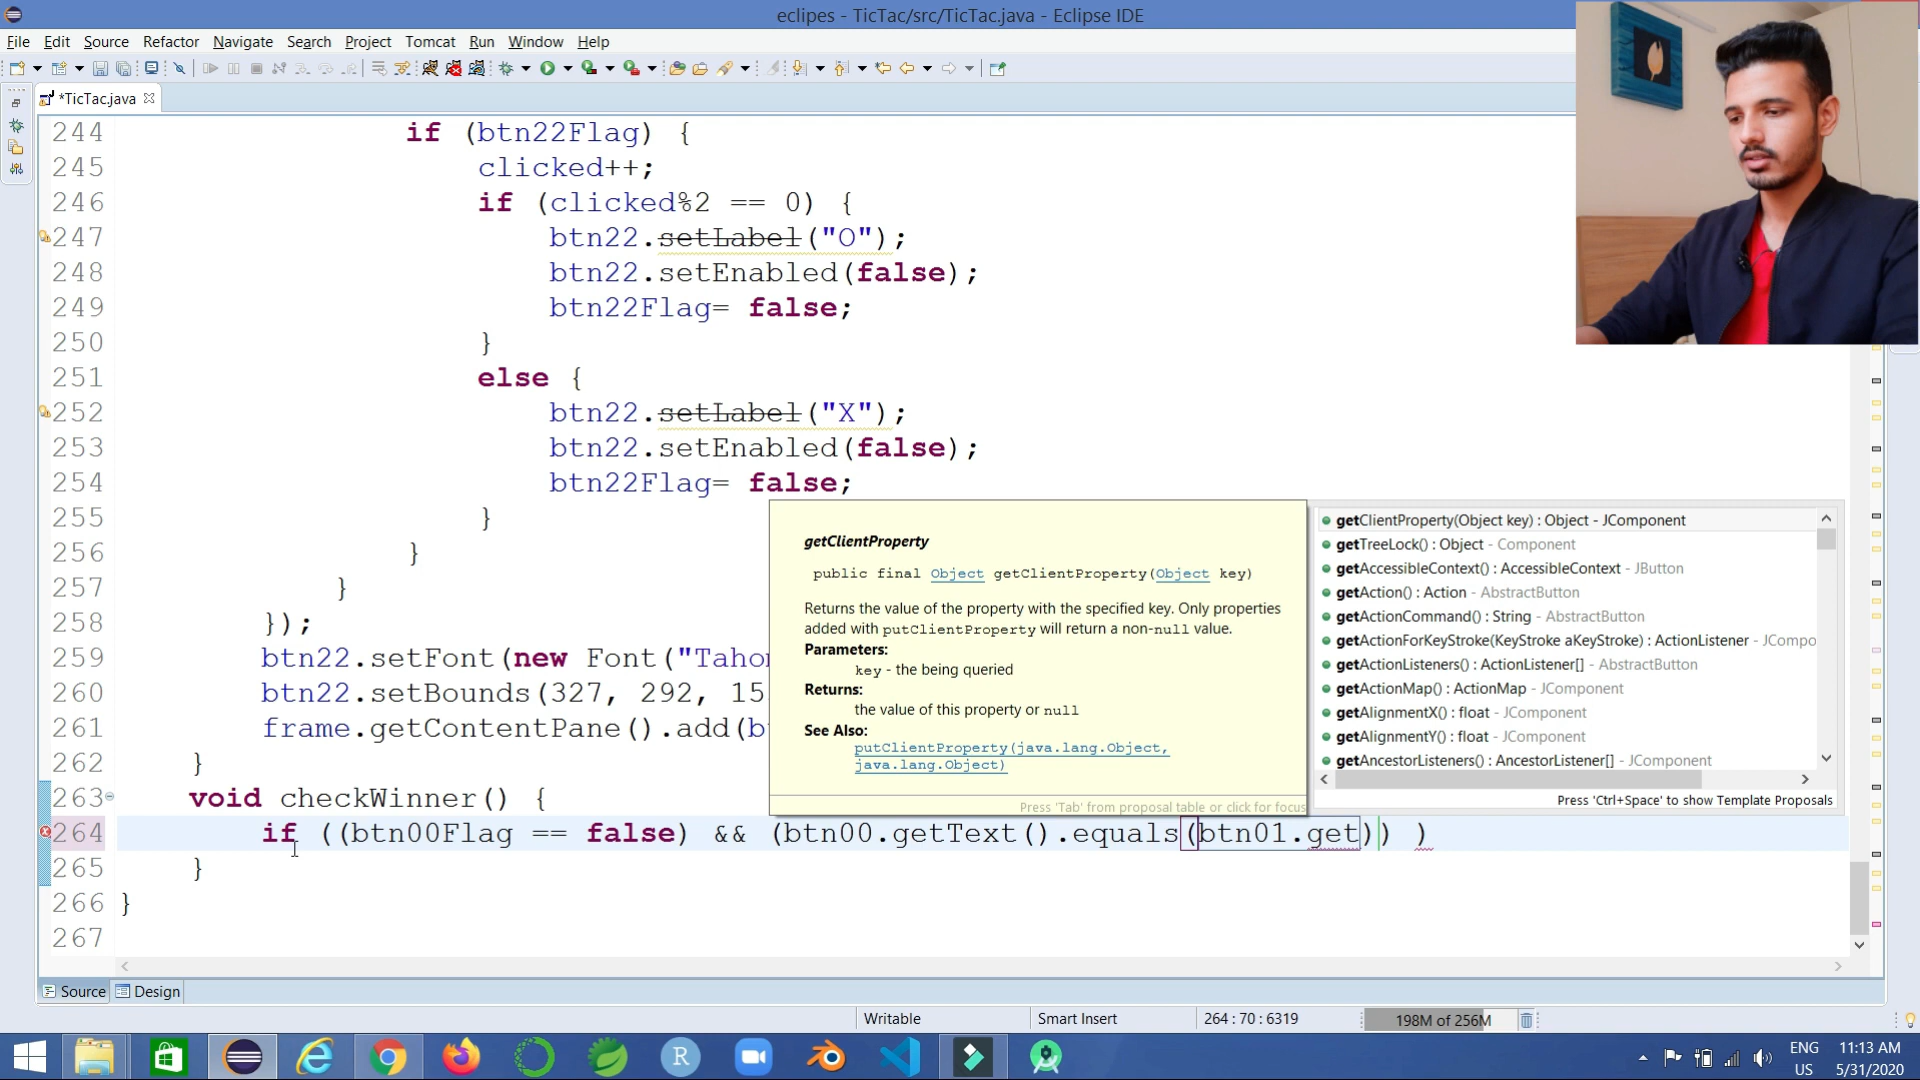 eclipes - TicTac/src/TicTac.java - Eclipse IDE
File Edit Source Refactor Navigate Search Project Tomcat Run Window Help
*TicTac.java
244 if (btn22Flag) {
245 clicked++;
246 if (clicked%2 == 0) {
247 btn22.setLabel("O");
248 btn22.setEnabled(false);
249 btn22Flag= false;
250 }
251 else {
252 btn22.setLabel("X");
253 btn22.setEnabled(false);
254 btn22Flag= false;
255 }
256 }
257 }
258 });
259 btn22.setFont(new Font("Taho
260 btn22.setBounds(327, 292, 15
261 frame.getContentPane().add(b
262 }
263 void checkWinner() {
264 if ((btn00Flag == false) && (btn00.getText().equals(btn01.get)) )
265 }
266 }
267
getClientProperty
public final Object getClientProperty(Object key)
Returns the value of the property with the specified key. Only properties
added with putClientProperty will return a non-null value.
Parameters:
key - the being queried
Returns:
the value of this property or null
See Also:
putClientProperty(java.lang.Object,
java.lang.Object)
Press 'Tab' from proposal table or click for focus
getClientProperty(Object key) : Object - JComponent
getTreeLock() : Object - Component
getAccessibleContext() : AccessibleContext - JButton
getAction() : Action - AbstractButton
getActionCommand() : String - AbstractButton
getActionForKeyStroke(KeyStroke aKeyStroke) : ActionListener - JCompo
getActionListeners() : ActionListener[] - AbstractButton
getActionMap() : ActionMap - JComponent
getAlignmentX() : float - JComponent
getAlignmentY() : float - JComponent
getAncestorListeners() : AncestorListener[] - JComponent
Press 'Ctrl+Space' to show Template Proposals
Source Design
Writable Smart Insert 264 : 70 : 6319 198M of 256M
R
ENG 11:13 AM
US 5/31/2020